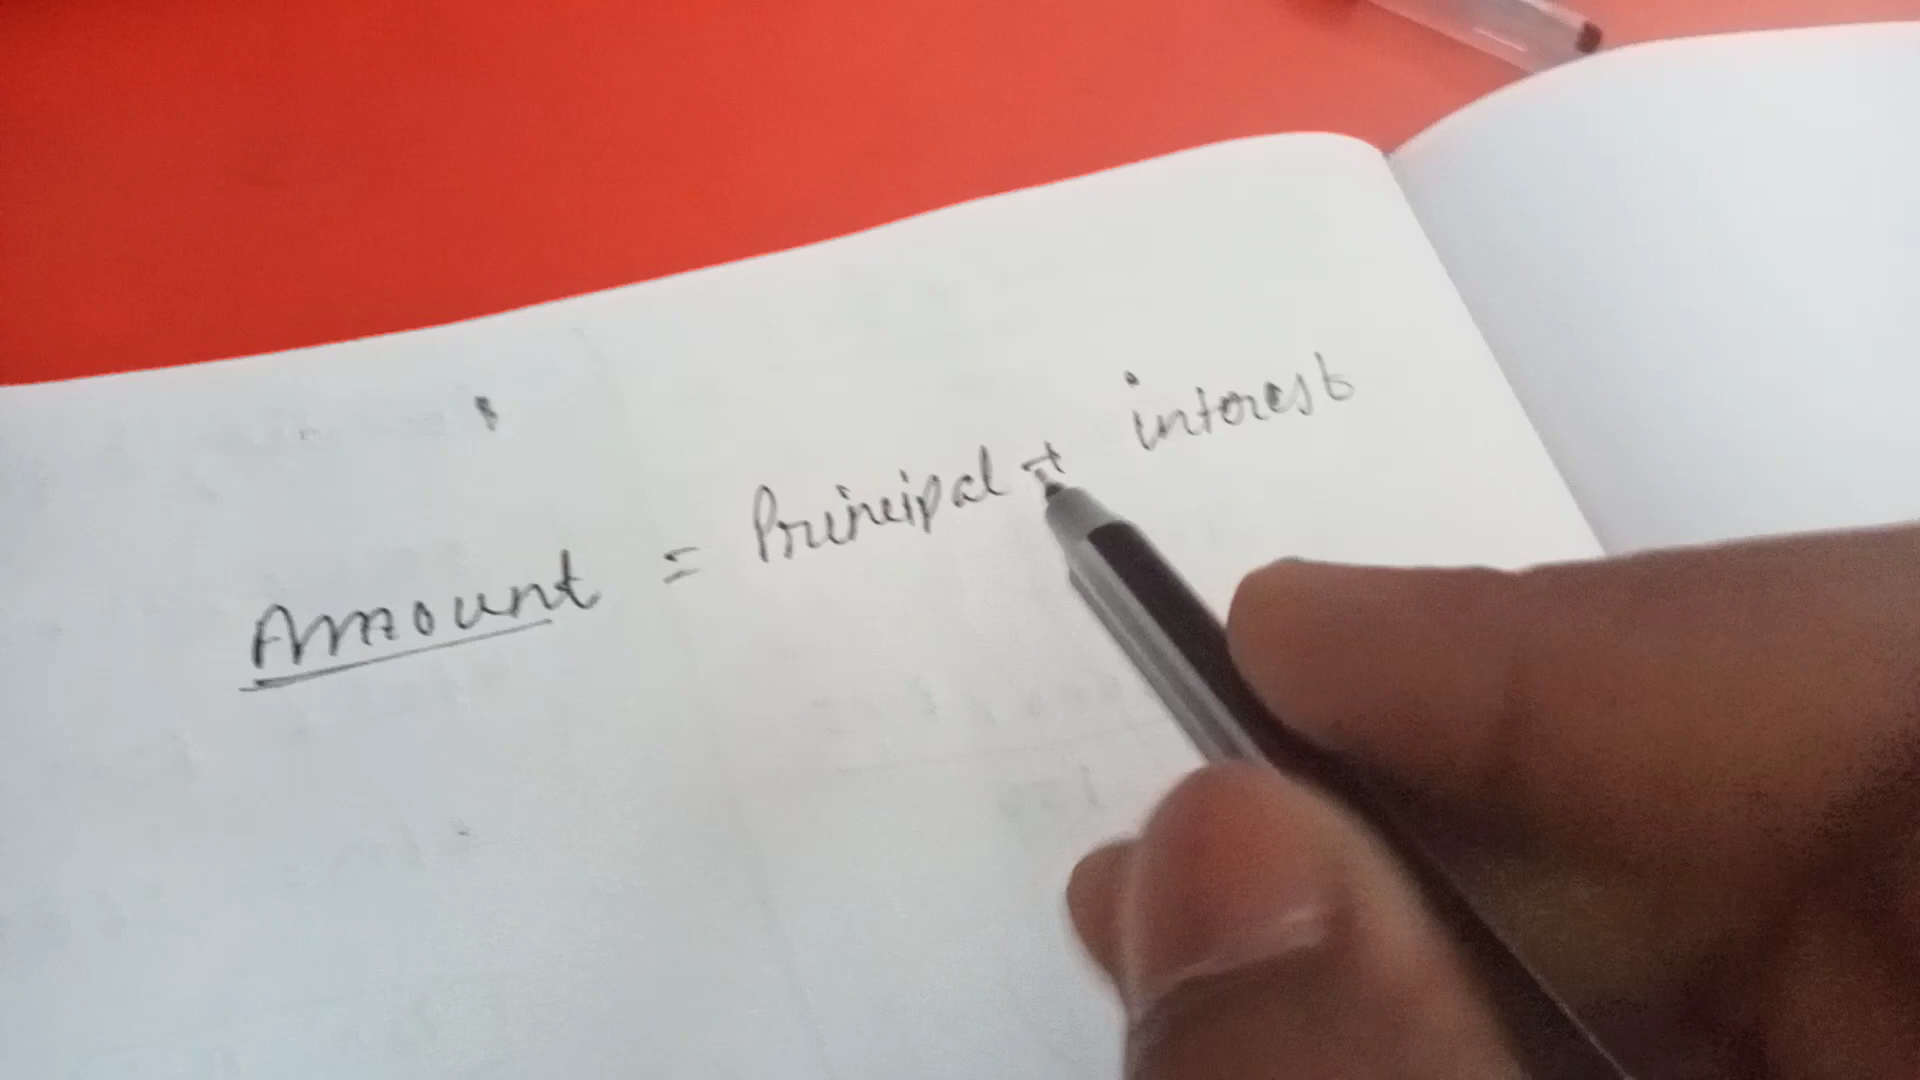 Amount = Principal + interest